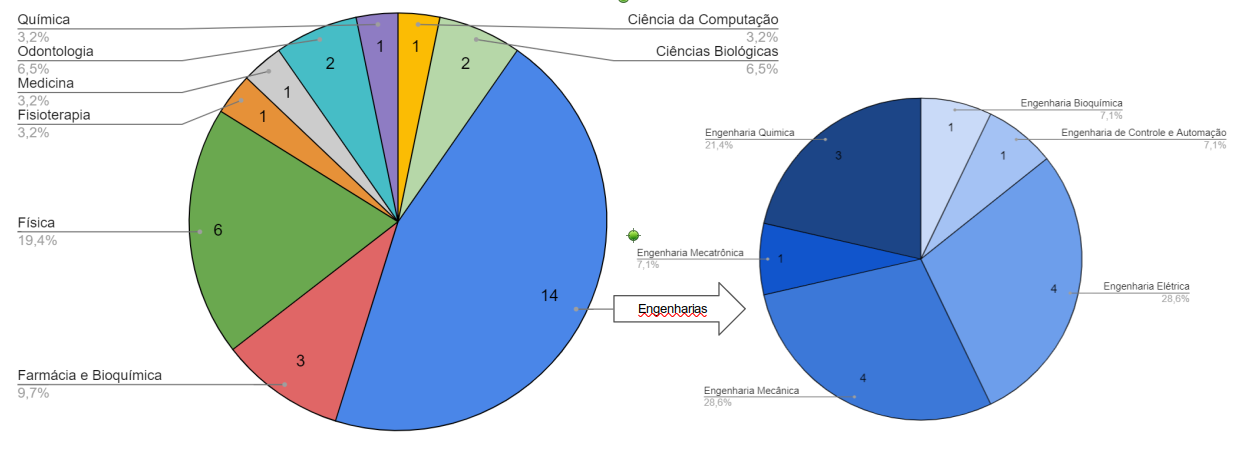 Química
3,2%
Odontologia
6,5%
Medicina
3,2%
Fisioterapia
3,2%
Física
19,4%
Farmácia e Bioquímica
9,7%
Ciência da Computação
3,2%
Ciências Biológicas
6,5%
1
1
2
2
1
1
6
3
14
Engenharias
Engenharia Bioquímica
7,1%
Engenharia de Controle e Automação
7,1%
Engenharia Quimica
21,4%
Engenharia Mecatrônica
7,1%
Engenharia Elétrica
28,6%
Engenharia Mecânica
28,6%
1
1
3
1
4
4